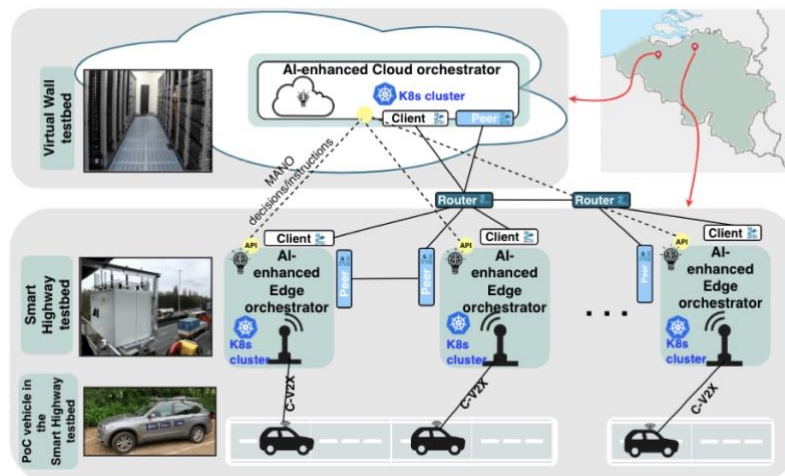 Virtual Wall
testbed
AI-enhanced Cloud orchestrator
K8s cluster
Client
Peer
MANO
decisions/instructions
Router
Router
Smart
Highway
testbed
API
Client
AI-
enhanced
Edge
orchestrator
K8s
cluster
Peer
Peer
API
Client
AI-
enhanced
Edge
orchestrator
K8s
cluster
. . .
Peer
API
Client
AI-
enhanced
Edge
orchestrator
K8s
cluster
PoC vehicle in
the
Smart Highway
testbed
C-V2X
C-V2X
C-V2X